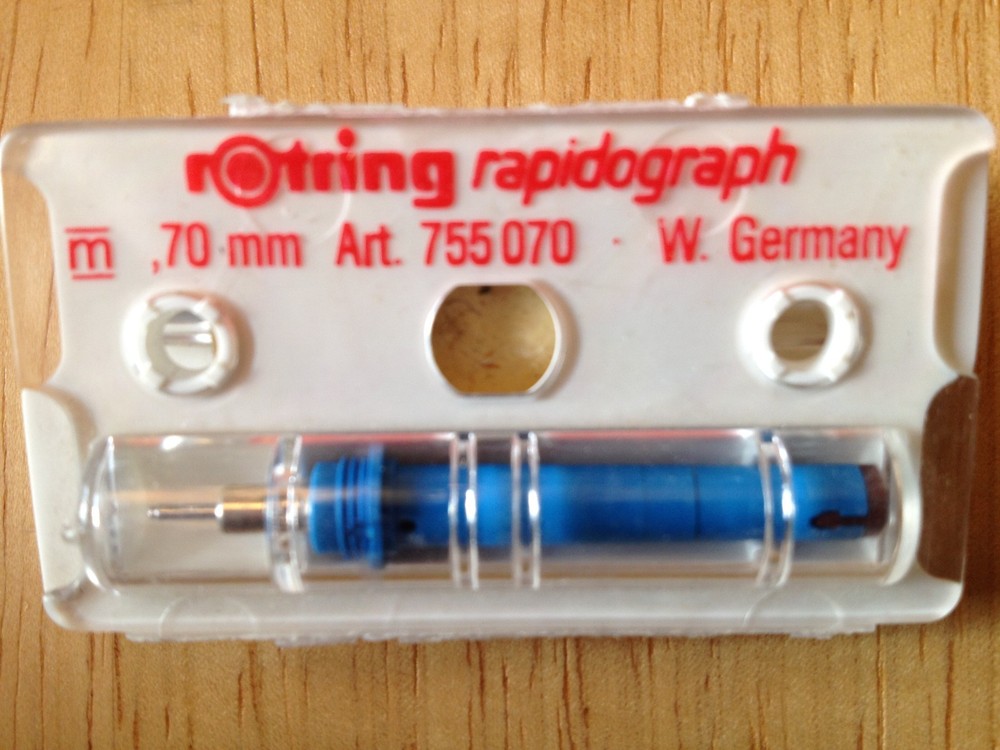 rotring rapidograph
m ,70 mm Art. 755 070 · W. Germany